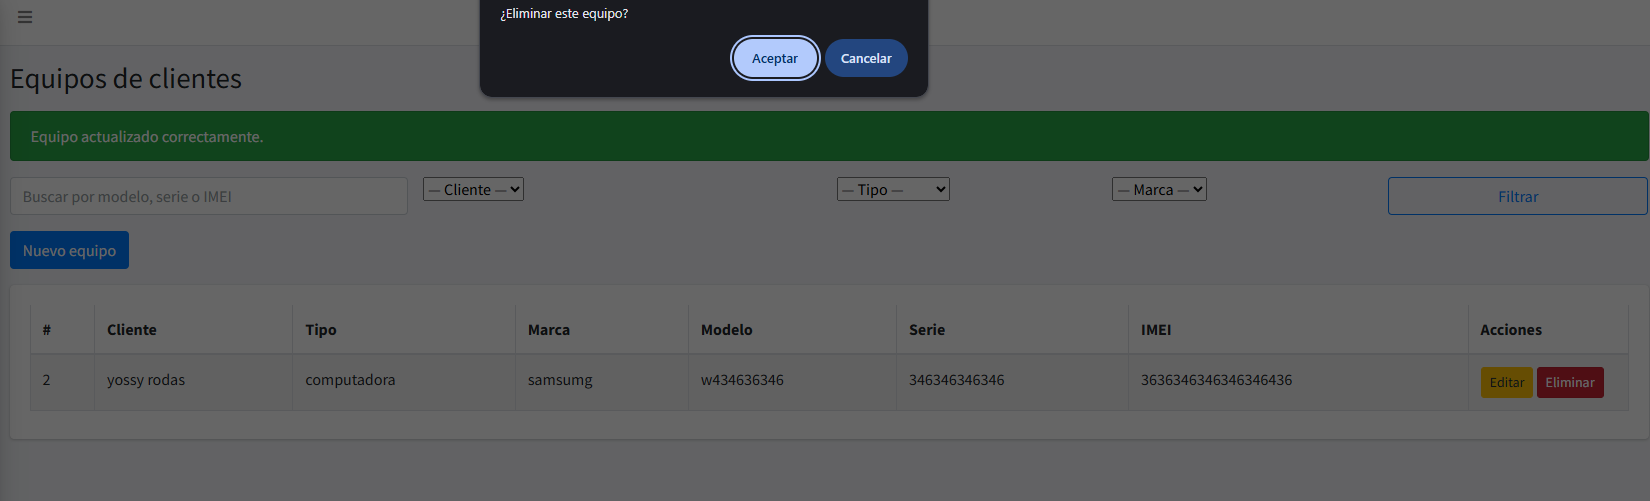 ¿Eliminar este equipo?
Aceptar Cancelar
Equipos de clientes
Equipo actualizado correctamente.
Buscar por modelo, serie o IMEI — Cliente — — Tipo — — Marca — Filtrar
Nuevo equipo
# Cliente Tipo Marca Modelo Serie IMEI Acciones
2 yossy rodas computadora samsumg w434636346 346346346346 3636346346346346436 Editar Eliminar